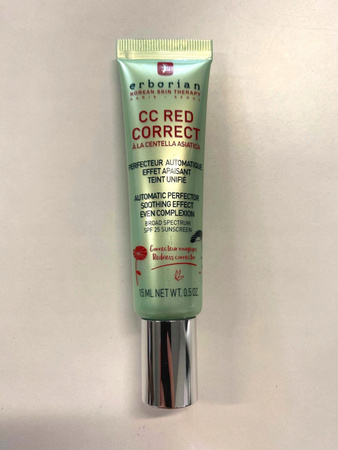 erborian
KOREAN SKIN THERAPY
PARIS - SEOUL
CC RED
CORRECT
À LA CENTELLA ASIATICA
PERFECTEUR AUTOMATIQUE
EFFET APAISANT
TEINT UNIFIÉ
AUTOMATIC PERFECTOR
SOOTHING EFFECT
EVEN COMPLEXION
BROAD SPECTRUM
SPF 25 SUNSCREEN
Correcteur rougeurs
Redness corrector
15 ML NET WT. 0.5 OZ.